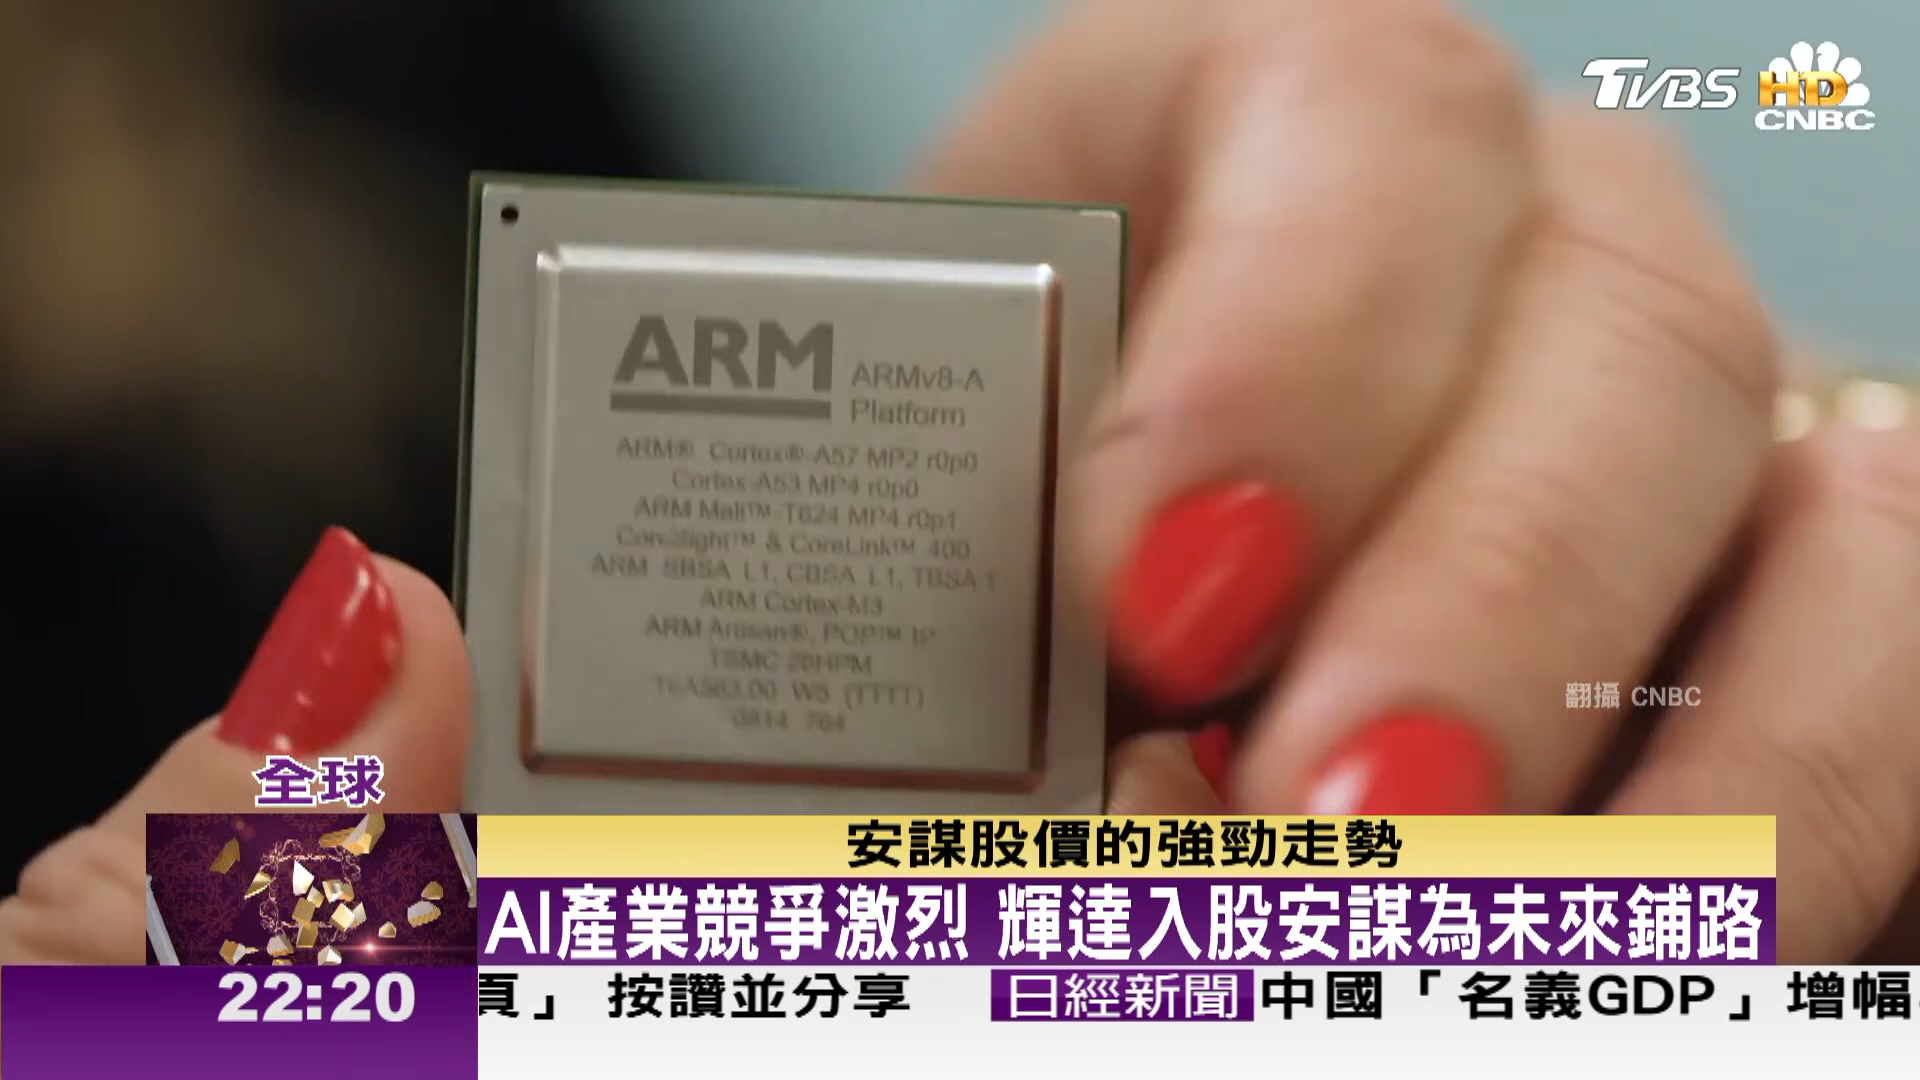 TVBS HD
CNBC
ARM
ARMv8-A
Platform
ARM® Cortex®-A57 MP2 r0p0
Cortex-A53 MP4 r0p0
ARM Mali™-T624 MP4 r0p1
CoreSight™ & CoreLink™ 400
ARM SBSA L1, CBSA L1, TBSA 1
ARM Cortex-M3
ARM Artisan®, POP™ IP
TSMC 28HPM
翻攝 CNBC
全球
安謀股價的強勁走勢
AI產業競爭激烈 輝達入股安謀為未來鋪路
22:20
頁」 按讚並分享 日經新聞 中國「名義GDP」增幅